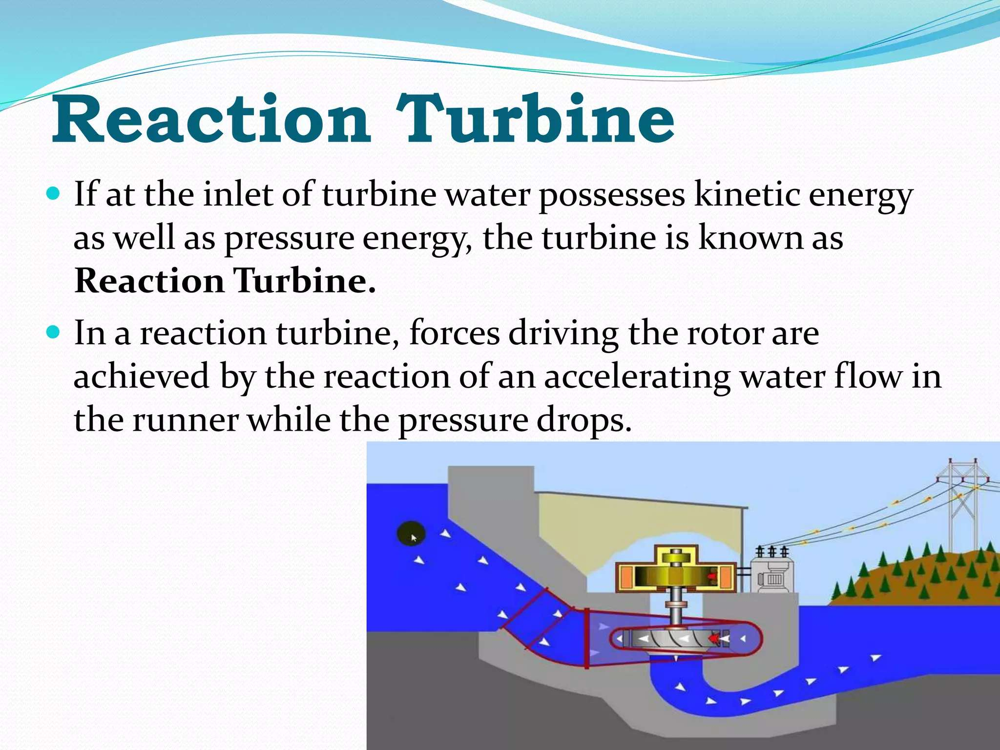 Reaction Turbine
• If at the inlet of turbine water possesses kinetic energy
as well as pressure energy, the turbine is known as
Reaction Turbine.
• In a reaction turbine, forces driving the rotor are
achieved by the reaction of an accelerating water flow in
the runner while the pressure drops.